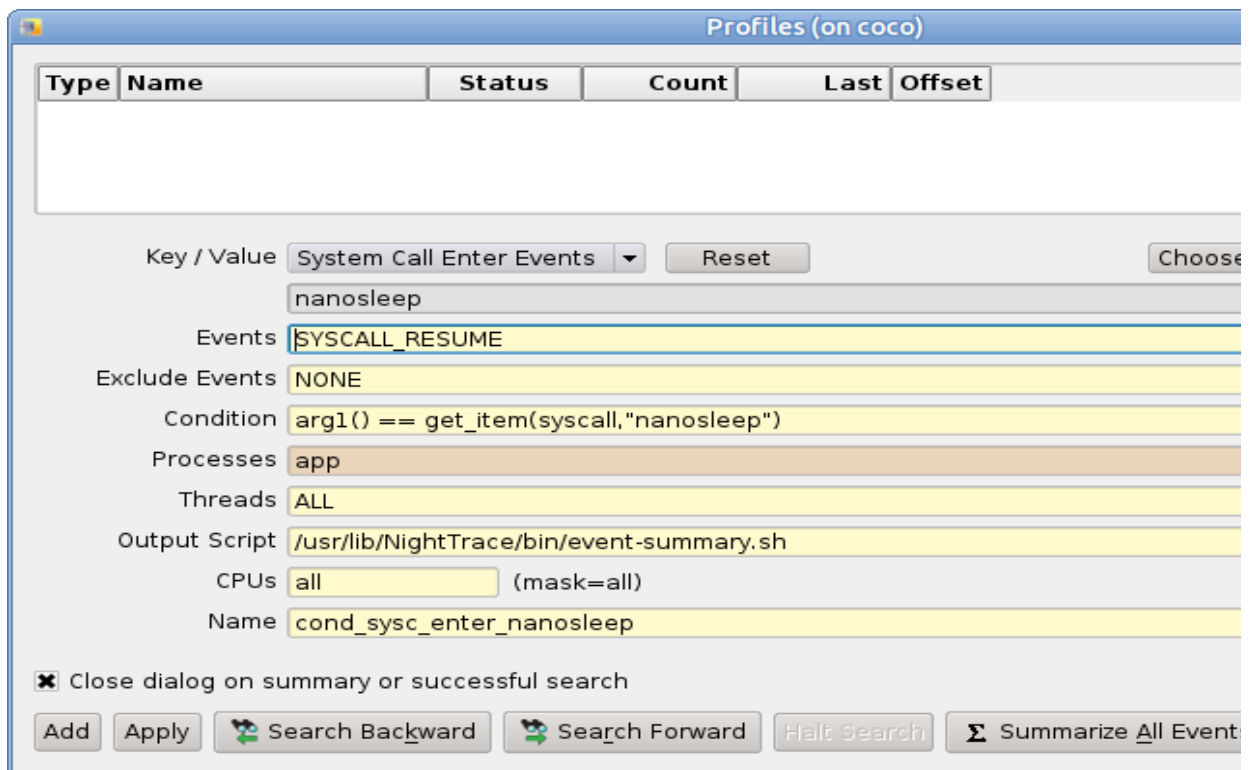 Profiles (on coco)
Type Name Status Count Last Offset
Key / Value System Call Enter Events Reset Choose
nanosleep
Events SYSCALL_RESUME
Exclude Events NONE
Condition arg1() == get_item(syscall,"nanosleep")
Processes app
Threads ALL
Output Script /usr/lib/NightTrace/bin/event-summary.sh
CPUs all (mask=all)
Name cond_sysc_enter_nanosleep
Close dialog on summary or successful search
Add Apply Search Backward Search Forward Halt Search Σ Summarize All Events